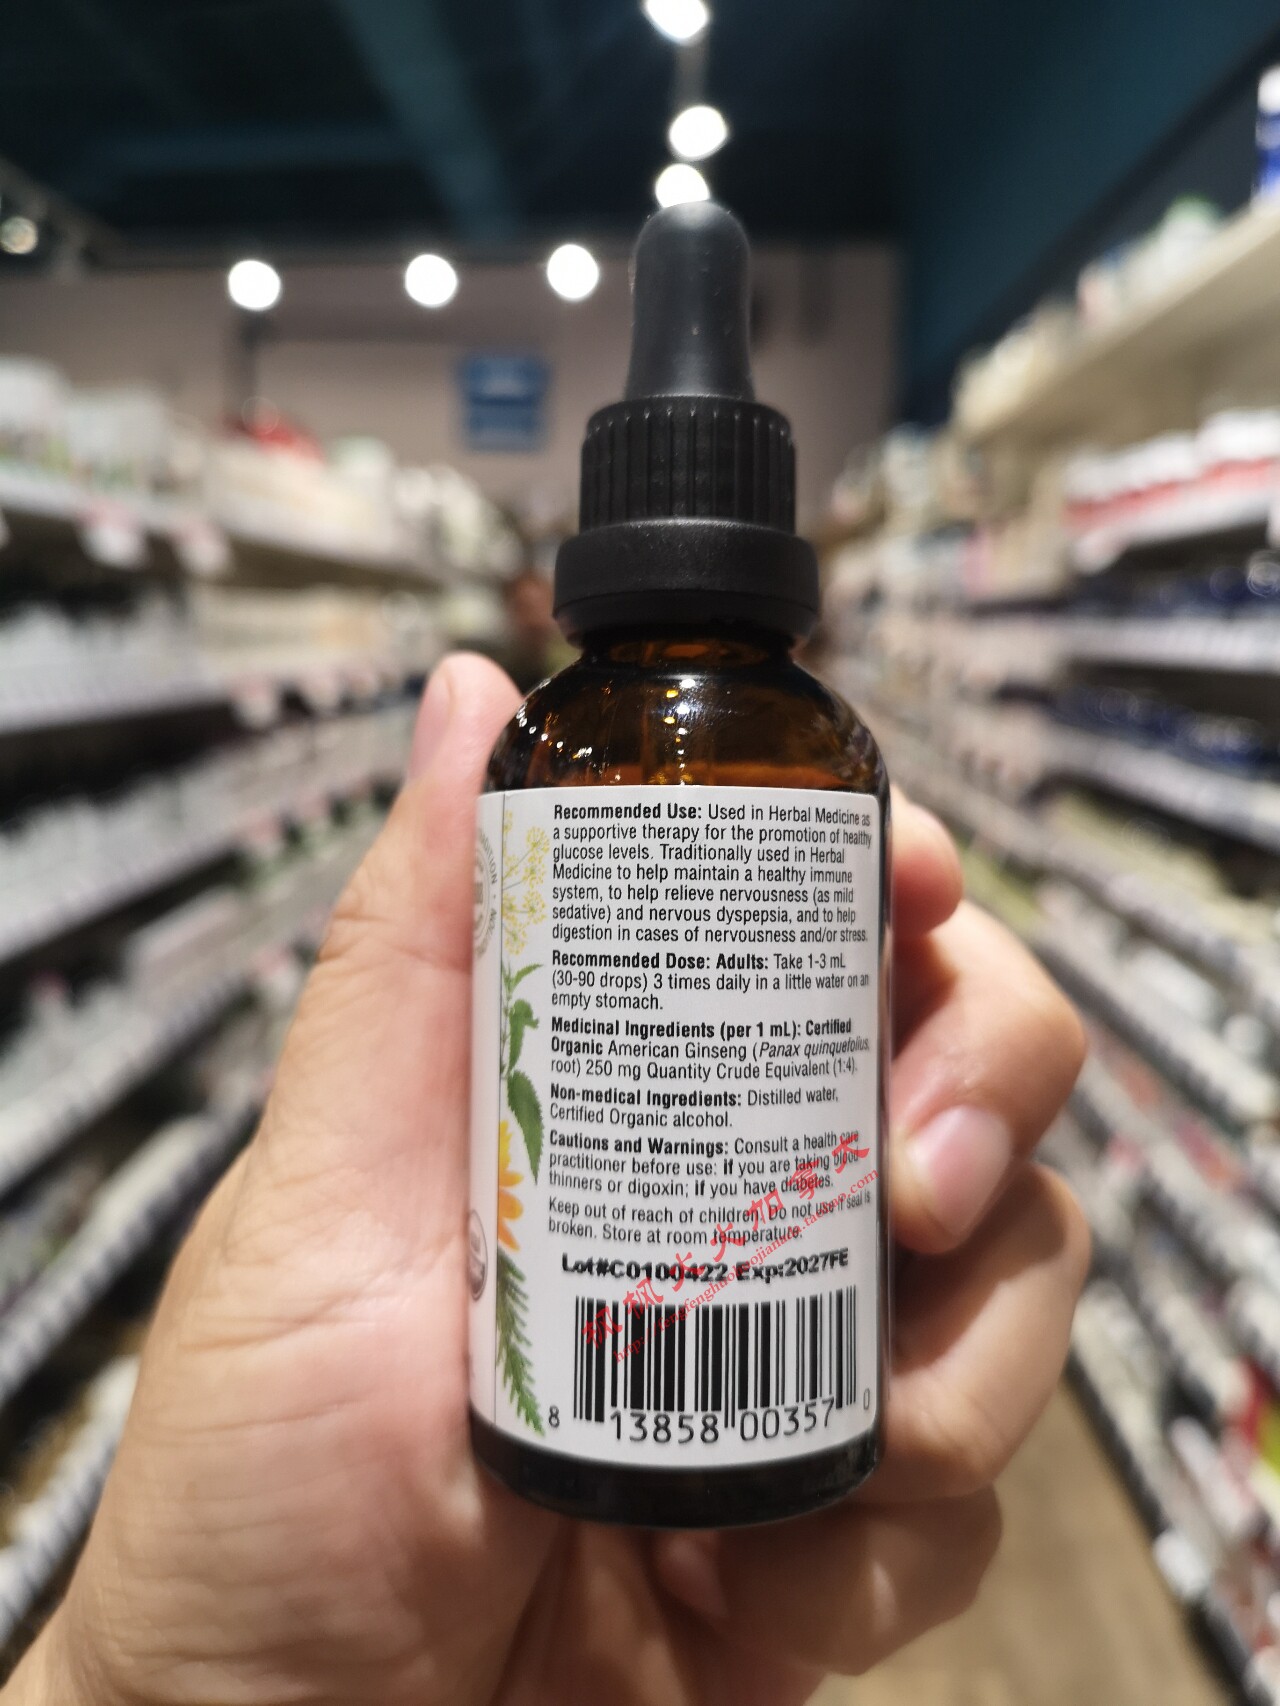 Recommended Use: Used in Herbal Medicine as
a supportive therapy for the promotion of healthy
glucose levels. Traditionally used in Herbal
Medicine to help maintain a healthy immune
system, to help relieve nervousness (as mild
sedative) and nervous dyspepsia, and to help
digestion in cases of nervousness and/or stress.
Recommended Dose: Adults: Take 1-3 mL
(30-90 drops) 3 times daily in a little water on an
empty stomach.
Medicinal Ingredients (per 1 mL): Certified
Organic American Ginseng (Panax quinquefolius,
root) 250 mg Quantity Crude Equivalent (1:4).
Non-medical Ingredients: Distilled water,
Certified Organic alcohol.
Cautions and Warnings: Consult a health care
practitioner before use: if you are taking blood
thinners or digoxin; if you have diabetes.
Keep out of reach of children. Do not use if seal is
broken. Store at room temperature.
Lot#C0100422 Exp:2027FE
8 13858 00357 0
枫枫火火加拿大